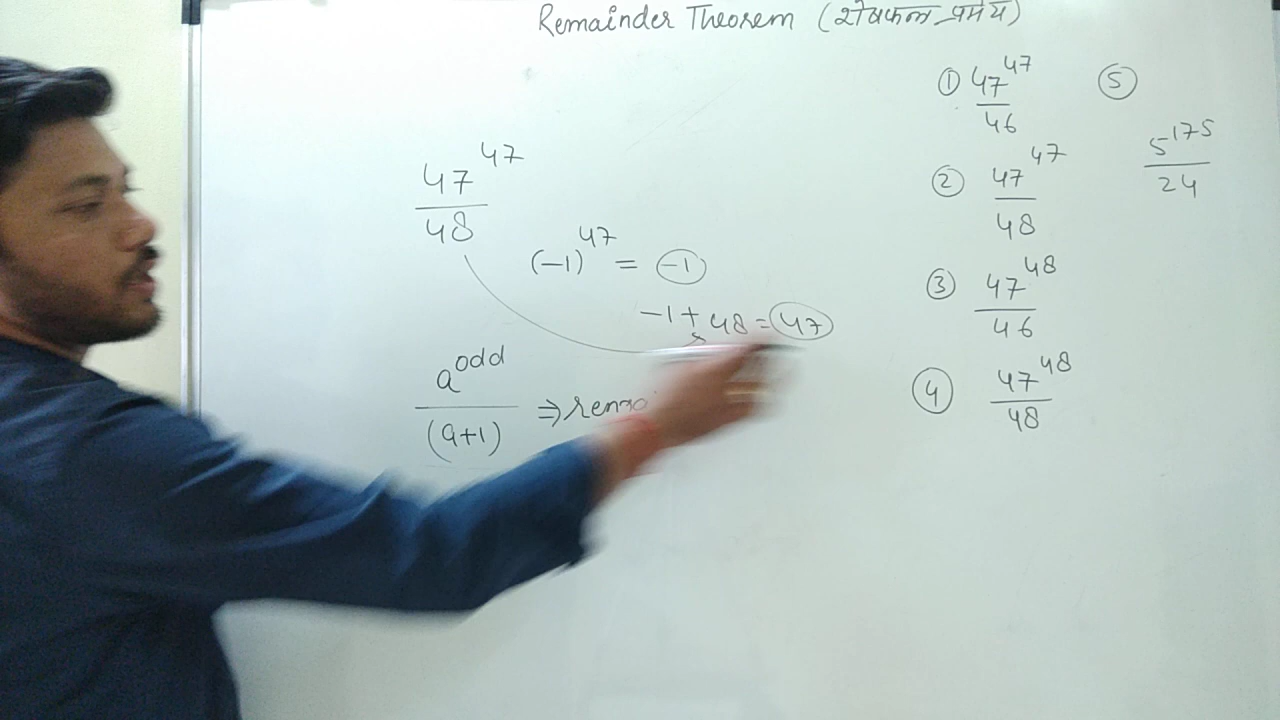 Remainder Theorem (शेषफल प्रमेय)
47^47
48
(-1)^47 = -1
-1 + 48 = 47
a^odd
(a+1) ⇒
① 47^47
46
② 47^47
48
③ 47^48
46
④ 47^48
48
⑤
5^175
24